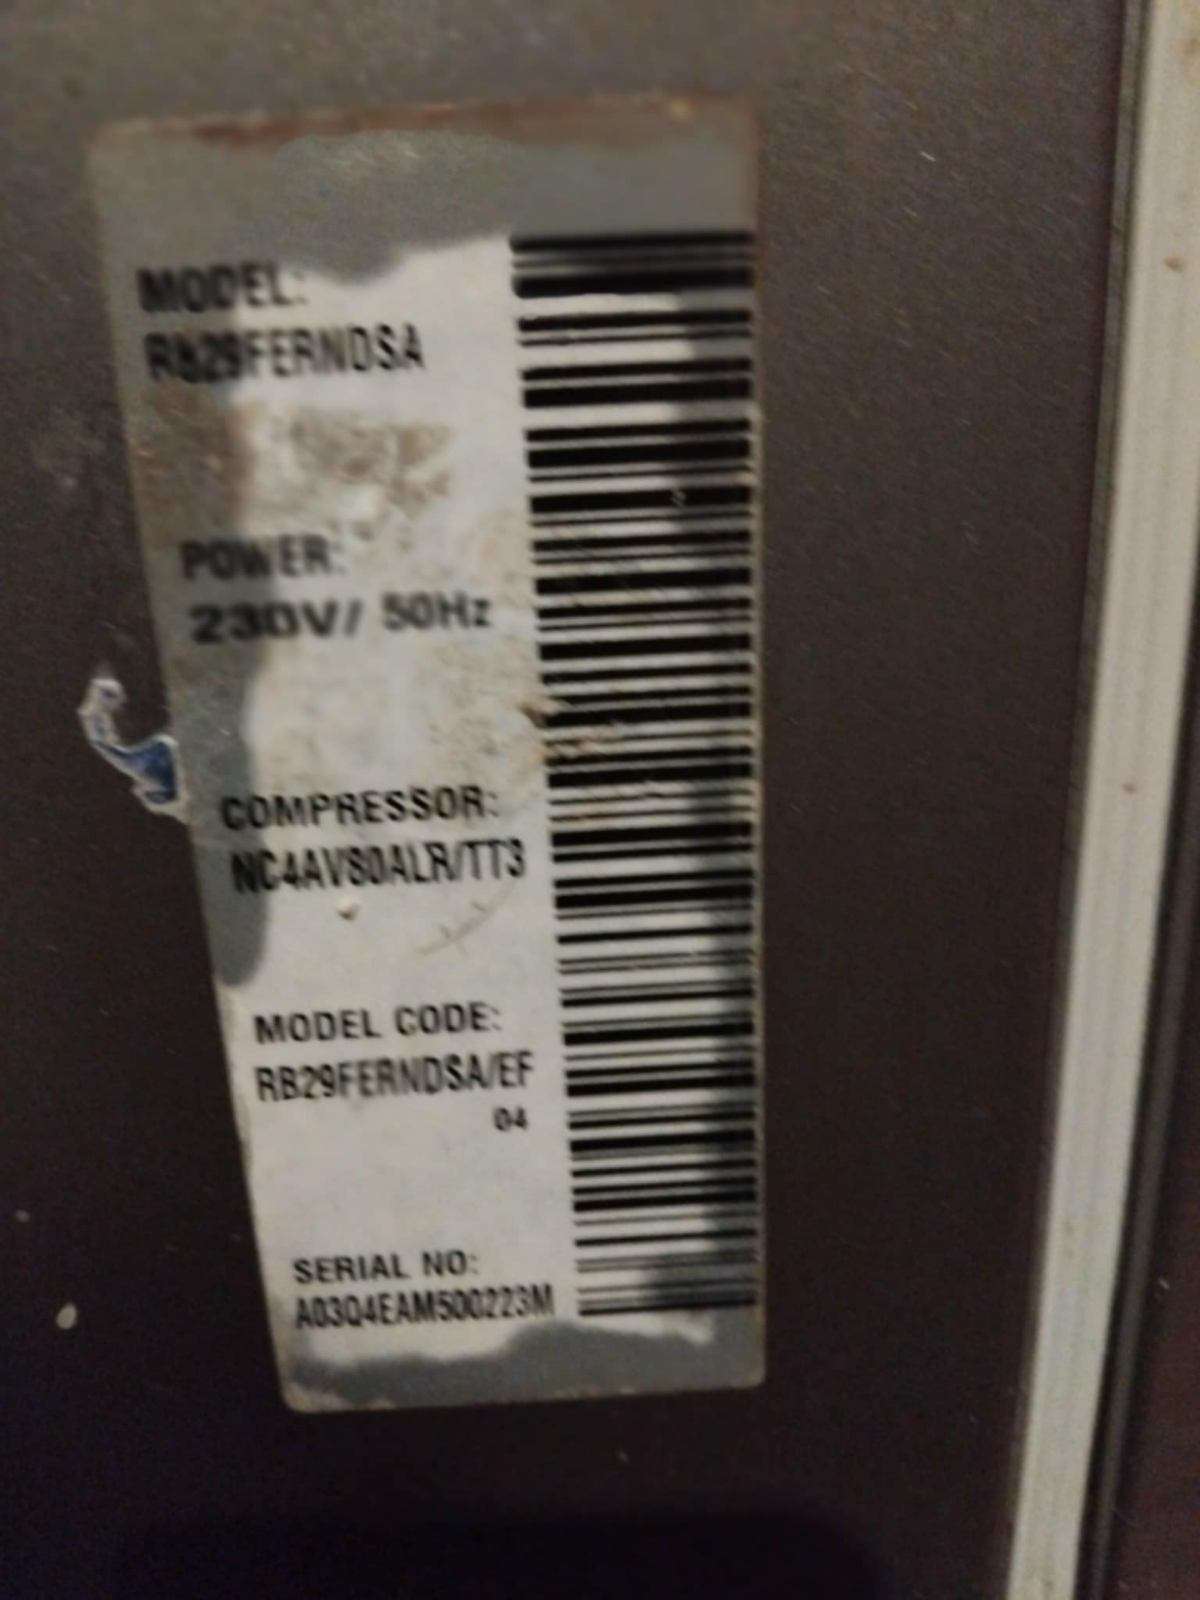 MODEL:
RB29FERNDSA
POWER:
230V/ 50Hz
COMPRESSOR:
NC4AV80ALR/TT3
MODEL CODE:
RB29FERNDSA/EF
04
SERIAL NO:
A03Q4EAM500223M